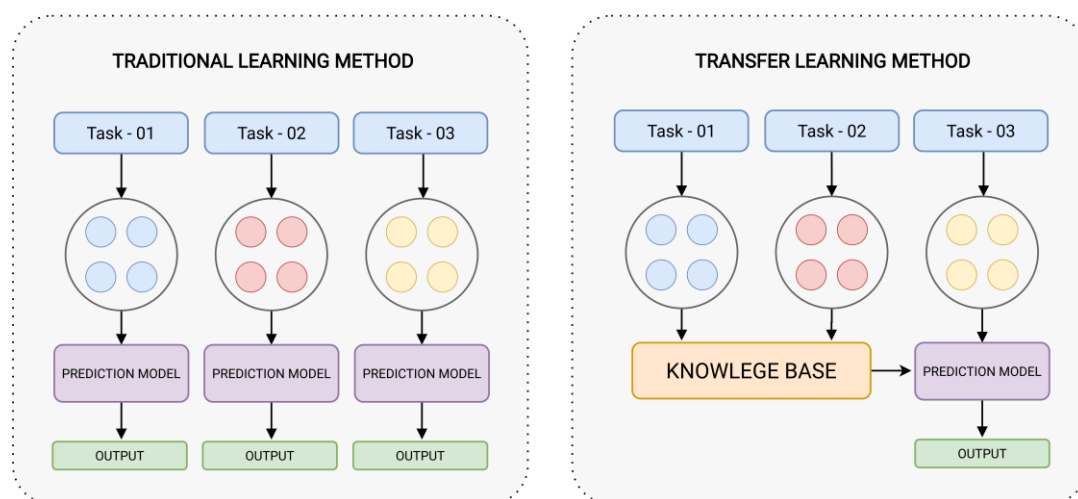 TRADITIONAL LEARNING METHOD
Task - 01
Task - 02
Task - 03
PREDICTION MODEL
PREDICTION MODEL
PREDICTION MODEL
OUTPUT
OUTPUT
OUTPUT
TRANSFER LEARNING METHOD
Task - 01
Task - 02
Task - 03
KNOWLEGE BASE
PREDICTION MODEL
OUTPUT